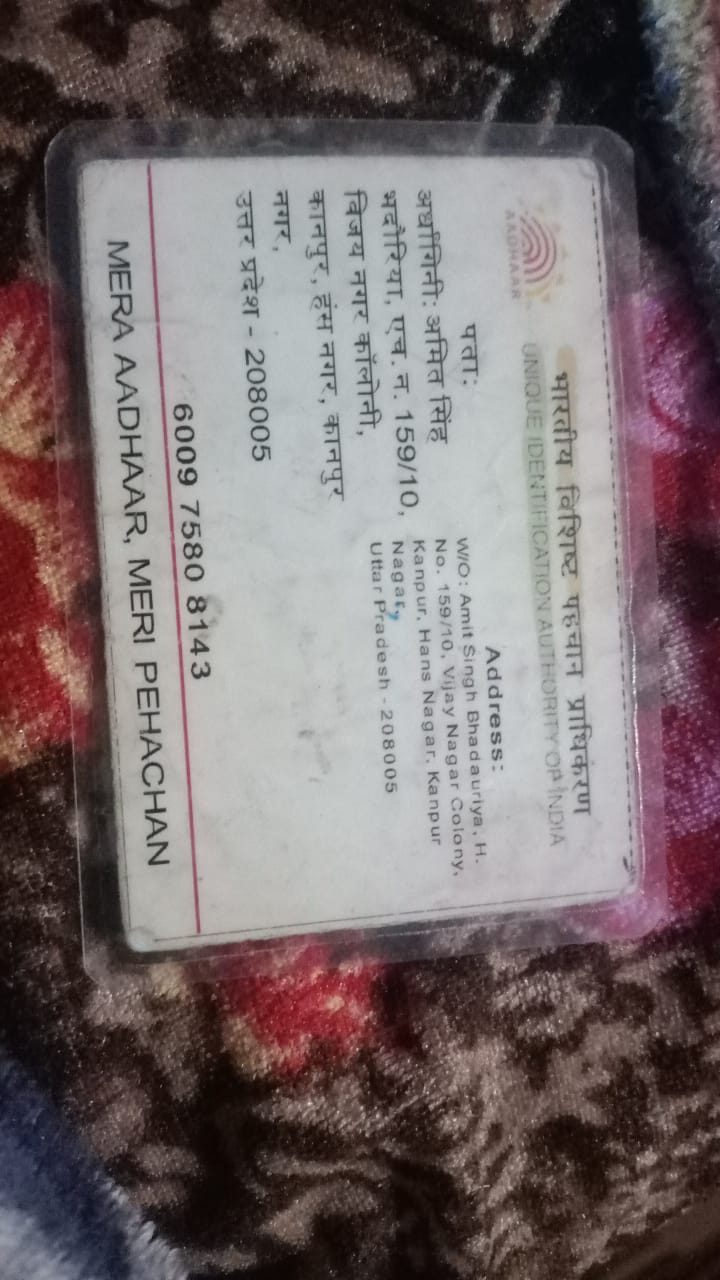 भारतीय विशिष्ट पहचान प्राधिकरण
UNIQUE IDENTIFICATION AUTHORITY OF INDIA
AADHAAR
पता:
अर्धांगिनी: अमित सिंह
भदौरिया, एच. न. 159/10,
विजय नगर कॉलोनी,
कानपुर, हंस नगर, कानपुर
नगर,
उत्तर प्रदेश - 208005
Address:
W/O: Amit Singh Bhadauriya, H.
No. 159/10, Vijay Nagar Colony,
Kanpur, Hans Nagar, Kanpur
Nagar,
Uttar Pradesh - 208005
6009 7580 8143
MERA AADHAAR, MERI PEHACHAN